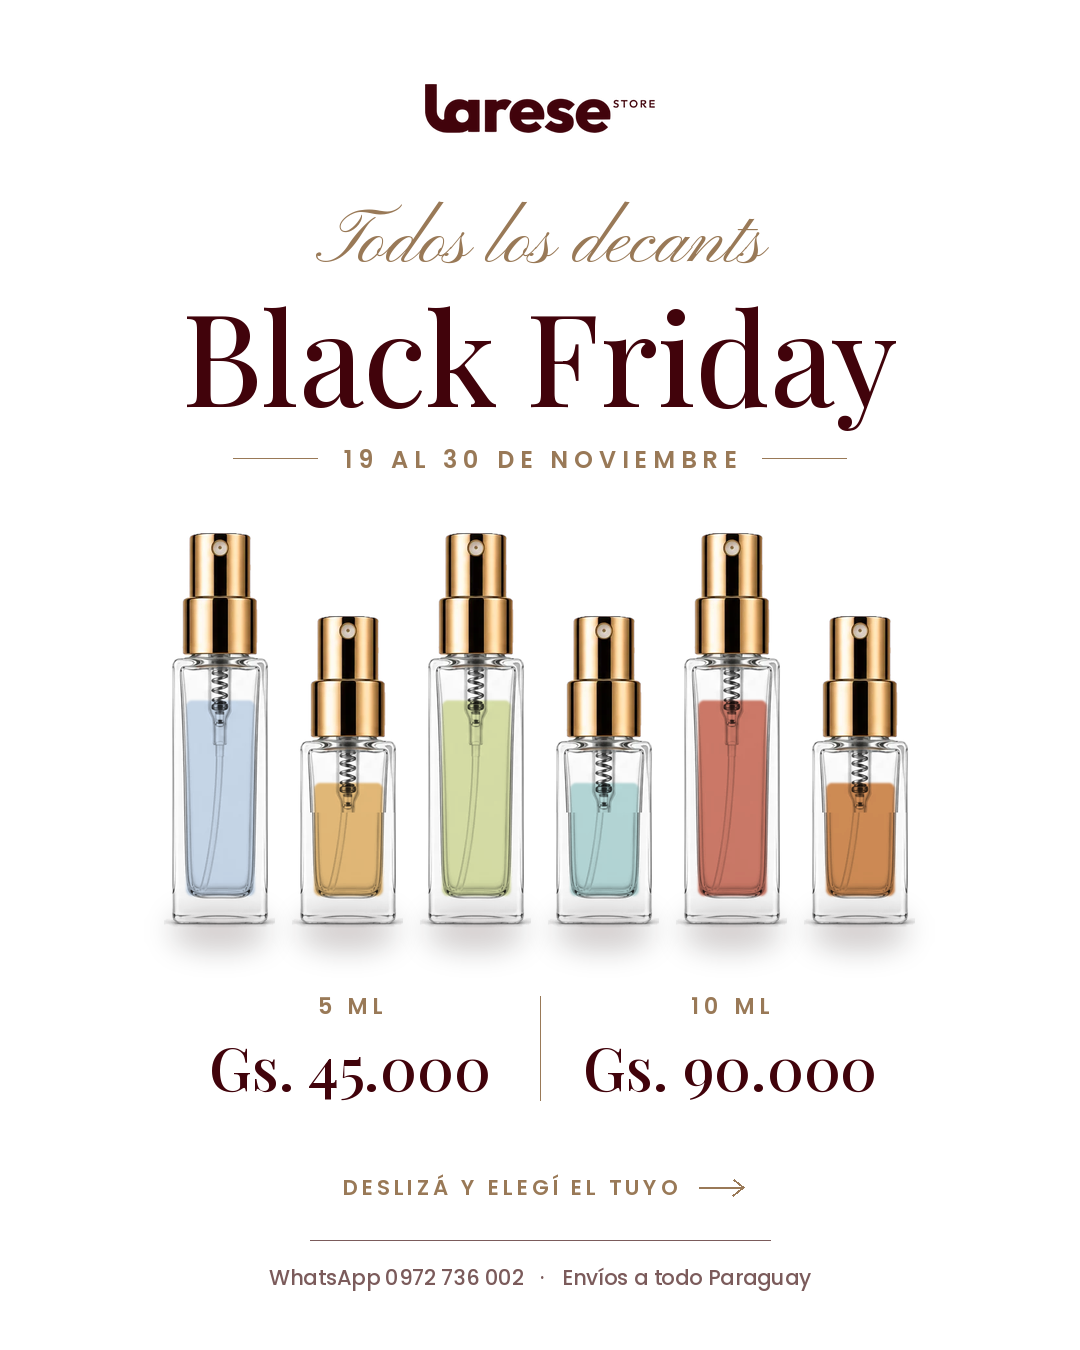 Larese STORE
Todos los decants
Black Friday
19 AL 30 DE NOVIEMBRE
5 ML
Gs. 45.000
10 ML
Gs. 90.000
DESLIZÁ Y ELEGÍ EL TUYO →
WhatsApp 0972 736 002 · Envíos a todo Paraguay